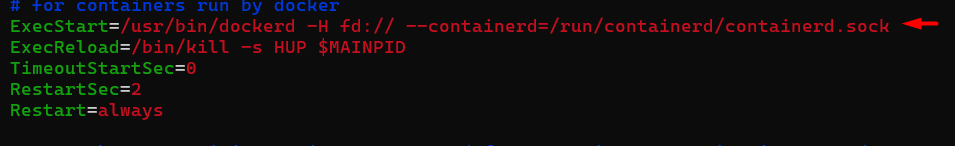 # for containers run by docker
ExecStart=/usr/bin/dockerd -H fd:// --containerd=/run/containerd/containerd.sock
ExecReload=/bin/kill -s HUP $MAINPID
TimeoutStartSec=0
RestartSec=2
Restart=always